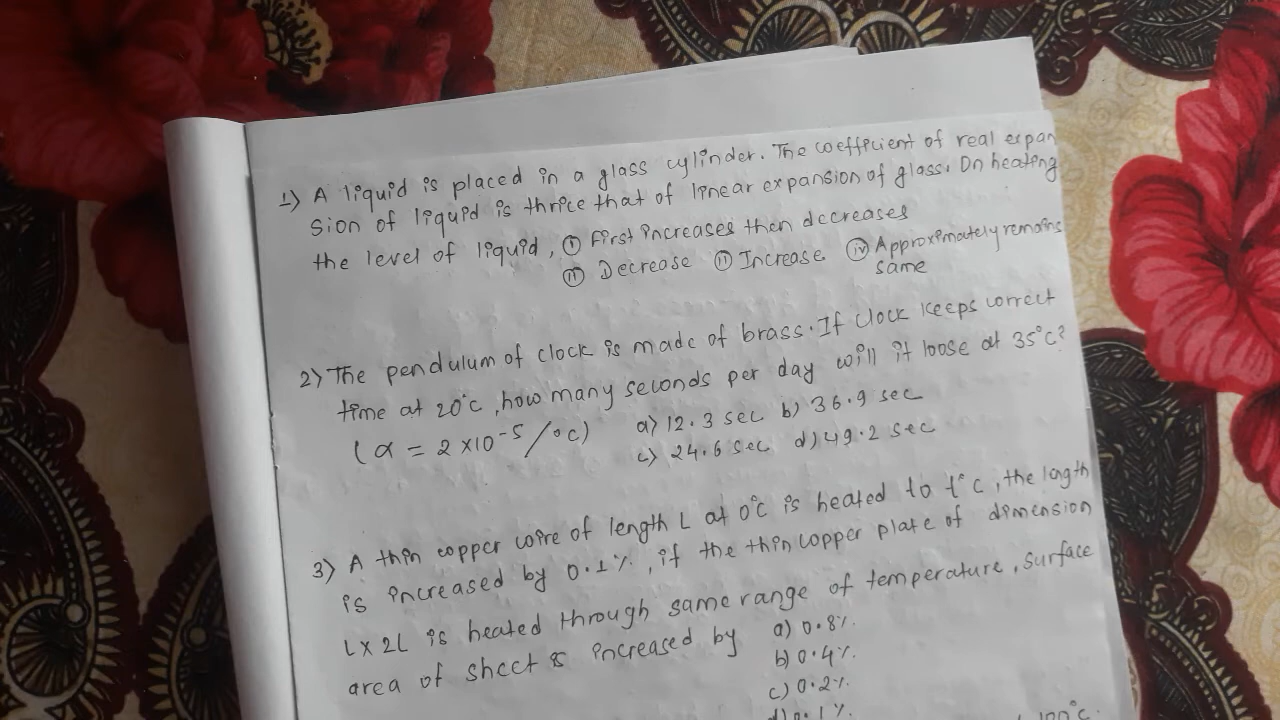 1) A liquid is placed in a glass cylinder. The coefficient of real expan
sion of liquid is thrice that of linear expansion of glass. On heating
the level of liquid, (i) First increases then decreases
(iii) Decrease (ii) Increase. (iv) Approximately remains
same
2) The pendulum of clock is made of brass. If clock keeps correct
time at 20°c, how many seconds per day will it loose at 35°C?
(α = 2 x10⁻⁵/°c) a) 12.3 sec b) 36.9 sec
c) 24.6 sec d) 49.2 sec
3) A thin copper wire of length L at 0°C is heated to t°c, the length
is increased by 0.1%, if the thin copper plate of dimension
L x 2L is heated through same range of temperature, surface
area of sheet is increased by a) 0.8%.
b) 0.4%.
c) 0.2%.
d) 0.1%.
100°C.